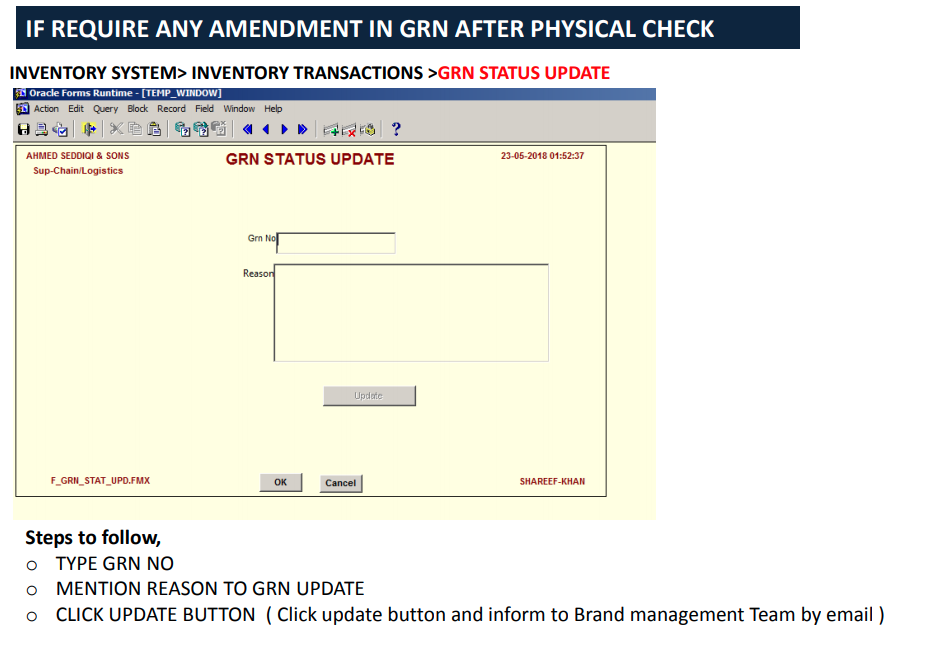 IF REQUIRE ANY AMENDMENT IN GRN AFTER PHYSICAL CHECK
INVENTORY SYSTEM> INVENTORY TRANSACTIONS >GRN STATUS UPDATE
Oracle Forms Runtime - [TEMP_WINDOW]
Action Edit Query Block Record Field Window Help
?
AHMED SEDDIQI & SONS
GRN STATUS UPDATE
23-05-2018 01:52:37
Sup-Chain/Logistics
Grn No
Reason
Update
F_GRN_STAT_UPD.FMX
OK
Cancel
SHAREEF-KHAN
Steps to follow,
o TYPE GRN NO
o MENTION REASON TO GRN UPDATE
o CLICK UPDATE BUTTON ( Click update button and inform to Brand management Team by email )